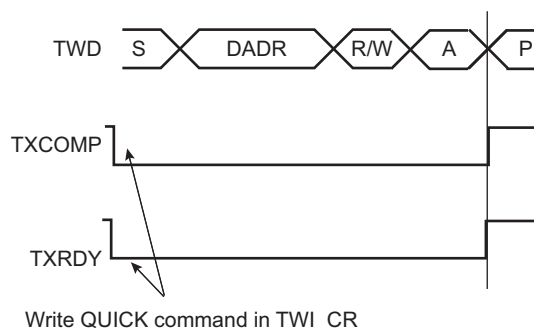 TWD S DADR R/W A P
TXCOMP
TXRDY
Write QUICK command in TWI_CR